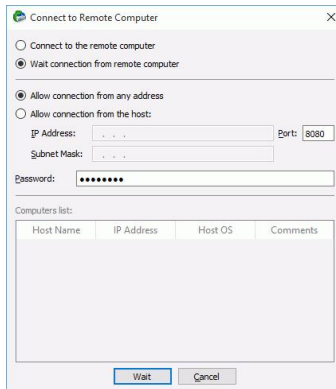 Connect to Remote Computer
Connect to the remote computer
Wait connection from remote computer
Allow connection from any address
Allow connection from the host:
IP Address: . . . Port: 8080
Subnet Mask: . . .
Password: ••••••••
Computers list:
Host Name IP Address Host OS Comments
Wait Cancel